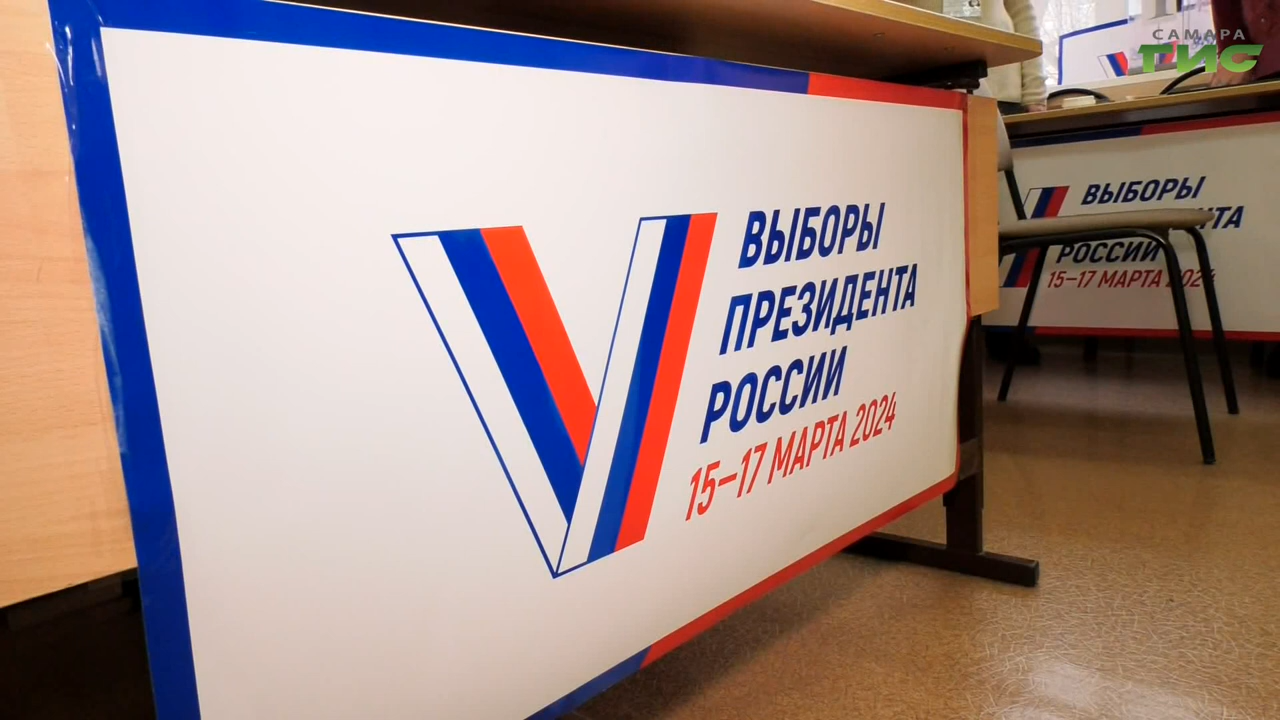 САМАРА
ГИС
ВЫБОРЫ
ПРЕЗИДЕНТА
РОССИИ
15–17 МАРТА 2024
ВЫБОРЫ
РОССИИ
15–17 МАРТА 2024